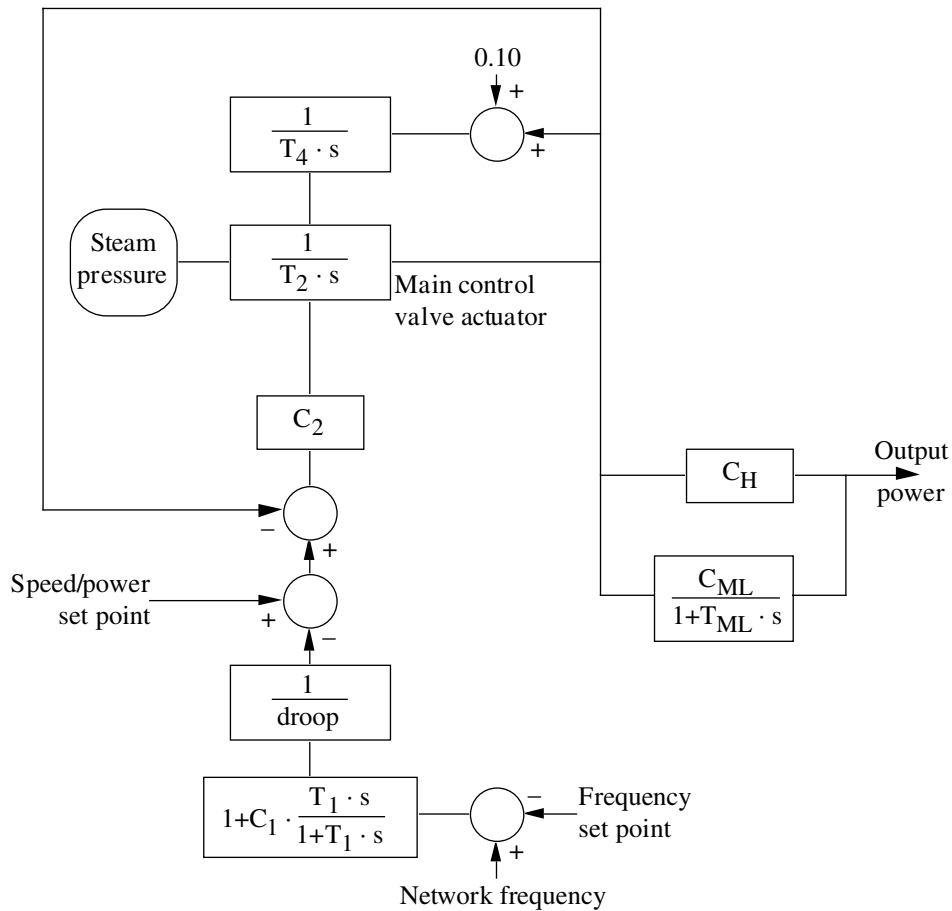 0.10
+
1
T4 · s
+
Steam
pressure
1
T2 · s
Main control
valve actuator
C2
Output
power
CH
−
+
CML
1+TML · s
Speed/power
set point
+
−
1
droop
1+C1 · T1 · s
1+T1 · s
−
Frequency
set point
+
Network frequency